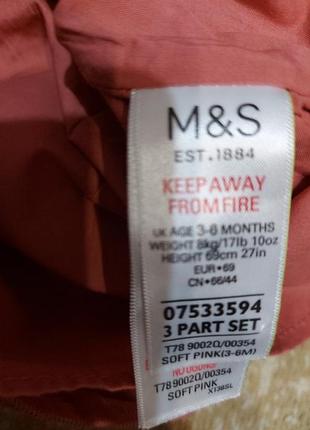 M&S
EST. 1884
KEEP AWAY
FROM FIRE
UK AGE 3-6 MONTHS
WEIGHT 8kg/17lb 10oz
HEIGHT 69cm 27in
EUR•69
CN•66/44
07533594
3 PART SET
T78 9002O/00354
SOFT PINK(3-6M)
T78 9002O/00354
SOFT PINK
X138SL